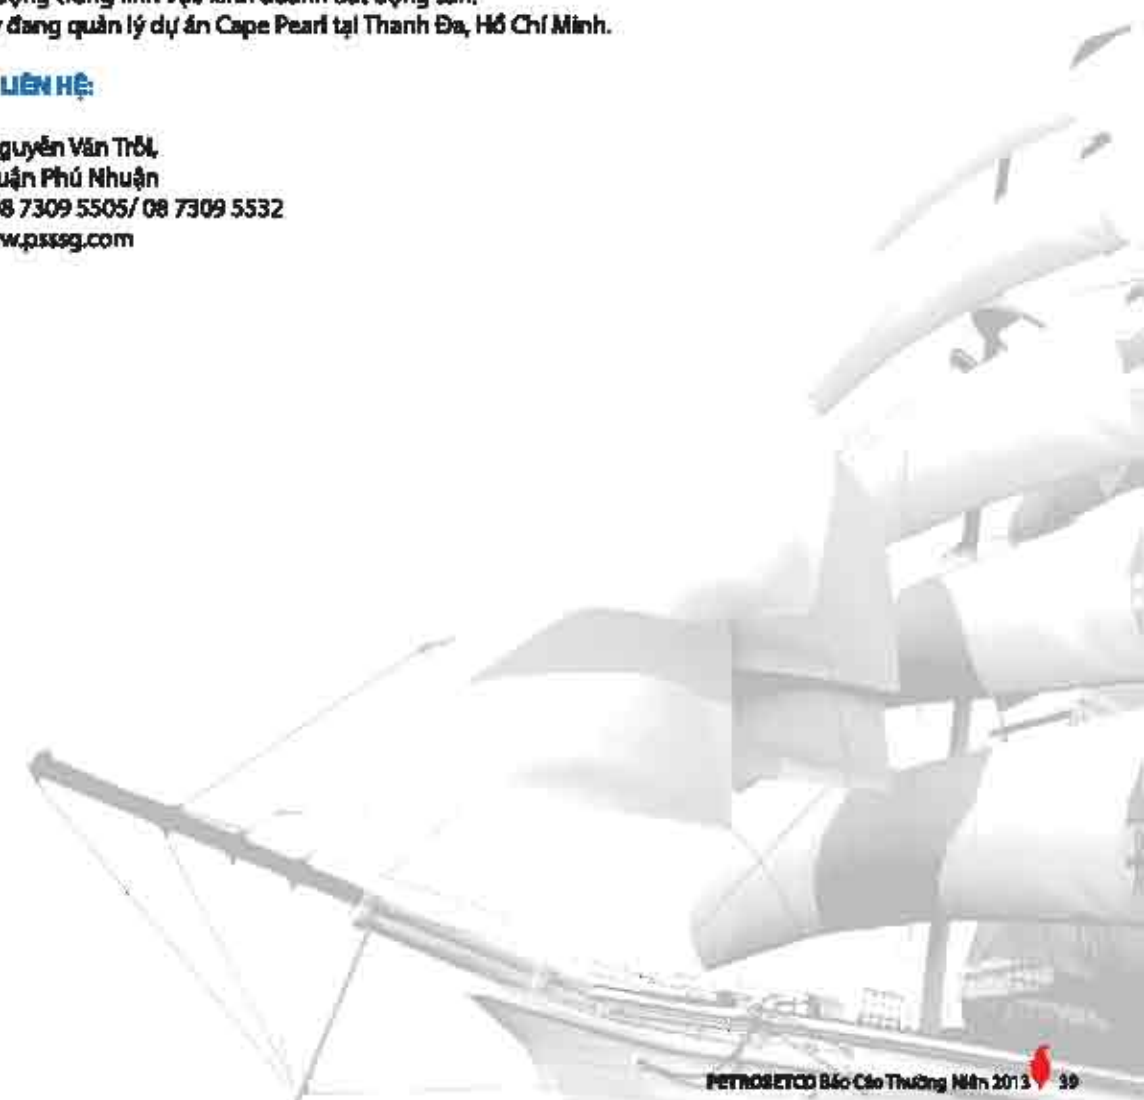 đang quản lý dự án Cape Pearl tại Thanh Đa, Hồ Chí Minh.
LIÊN HỆ:
guyễn Văn Trỗi,
uận Phú Nhuận
8 7309 5505/ 08 7309 5532
w.psssg.com
PETROSETCO Báo Cáo Thường Niên 2013 39